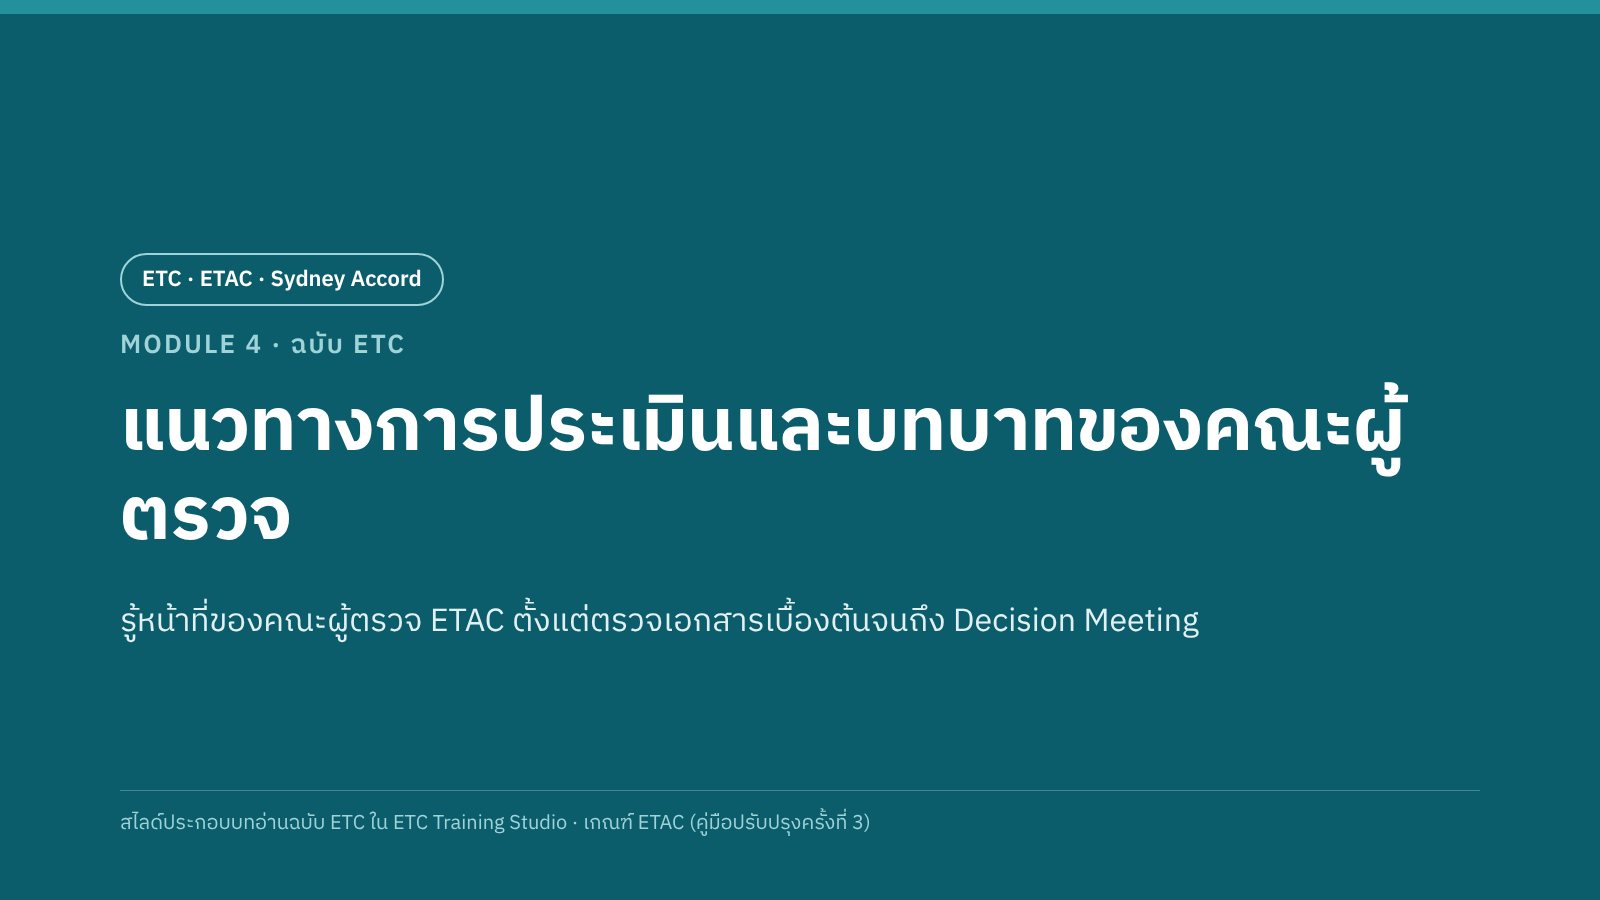 ETC · ETAC · Sydney Accord
MODULE 4 · ฉบับ ETC
แนวทางการประเมินและบทบาทของคณะผู้
ตรวจ
รู้หน้าที่ของคณะผู้ตรวจ ETAC ตั้งแต่ตรวจเอกสารเบื้องต้นจนถึง Decision Meeting
สไลด์ประกอบบทอ่านฉบับ ETC ใน ETC Training Studio · เกณฑ์ ETAC (คู่มือปรับปรุงครั้งที่ 3)